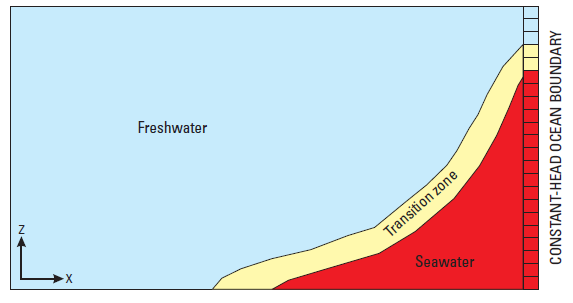 Freshwater
Transition zone
Seawater
Z
X
CONSTANT-HEAD OCEAN BOUNDARY